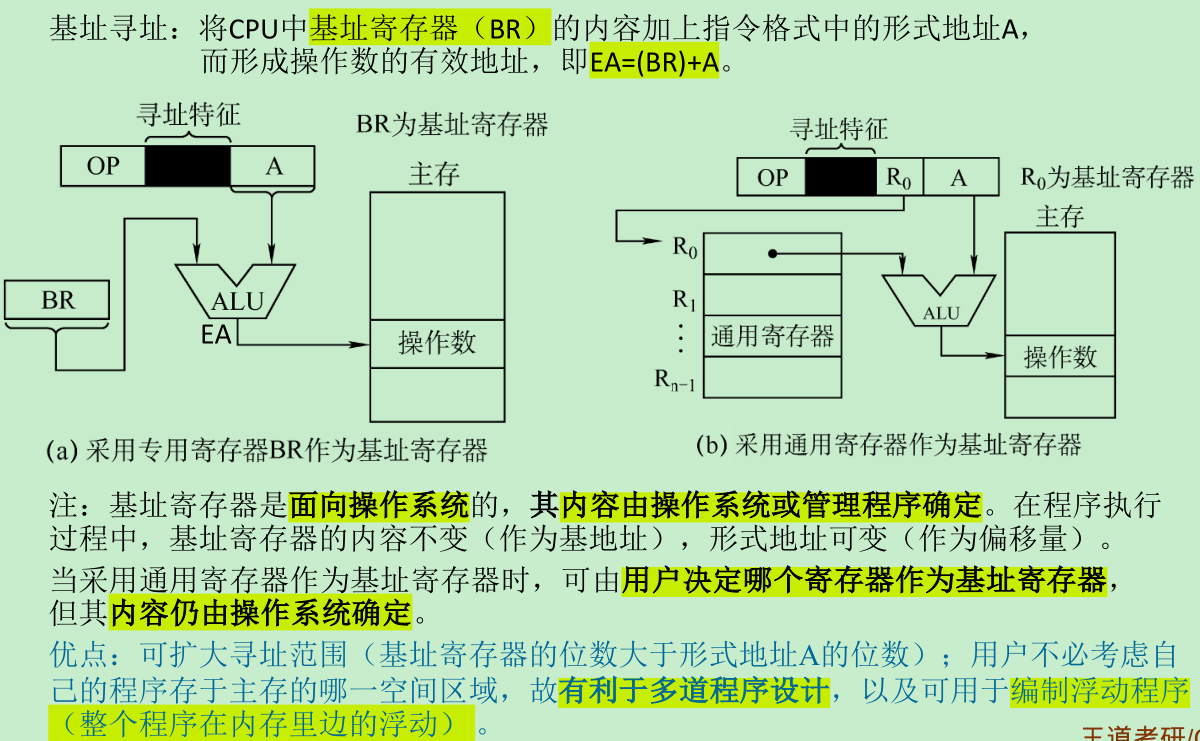 基址寻址：将CPU中基址寄存器（BR）的内容加上指令格式中的形式地址A，
而形成操作数的有效地址，即EA=(BR)+A。
寻址特征
BR为基址寄存器
OP
A
主存
BR
ALU
EA
操作数
(a) 采用专用寄存器BR作为基址寄存器
寻址特征
OP
R0
A
R0为基址寄存器
主存
R0
R1
⋮
通用寄存器
Rn−1
ALU
操作数
(b) 采用通用寄存器作为基址寄存器
注：基址寄存器是面向操作系统的，其内容由操作系统或管理程序确定。在程序执行
过程中，基址寄存器的内容不变（作为基地址），形式地址可变（作为偏移量）。
当采用通用寄存器作为基址寄存器时，可由用户决定哪个寄存器作为基址寄存器，
但其内容仍由操作系统确定。
优点：可扩大寻址范围（基址寄存器的位数大于形式地址A的位数）；用户不必考虑自
己的程序存于主存的哪一空间区域，故有利于多道程序设计，以及可用于编制浮动程序
（整个程序在内存里边的浮动）。
王道考研/